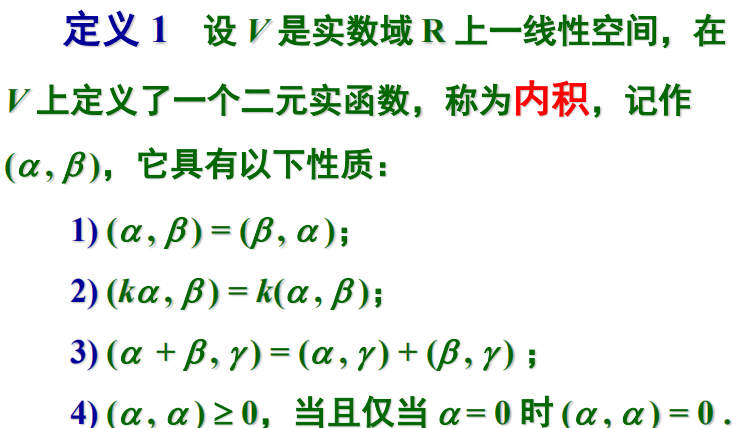 定义 1 设 V 是实数域 R 上一线性空间，在
V 上定义了一个二元实函数，称为内积，记作
(α , β )，它具有以下性质：
1) (α , β ) = (β , α )；
2) (kα , β ) = k(α , β )；
3) (α + β , γ ) = (α , γ ) + (β , γ ) ；
4) (α , α ) ≥ 0，当且仅当 α = 0 时 (α , α ) = 0 .